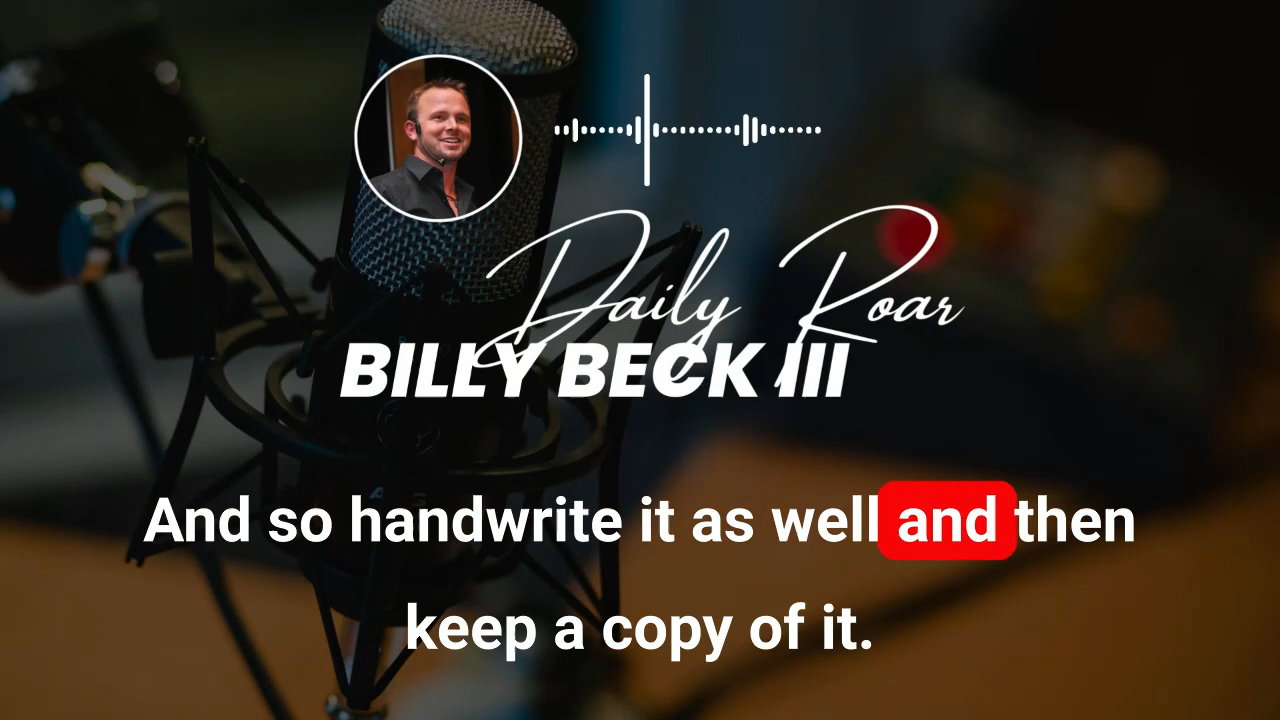 Daily Roar
BILLY BECK III
And so handwrite it as well and then
keep a copy of it.